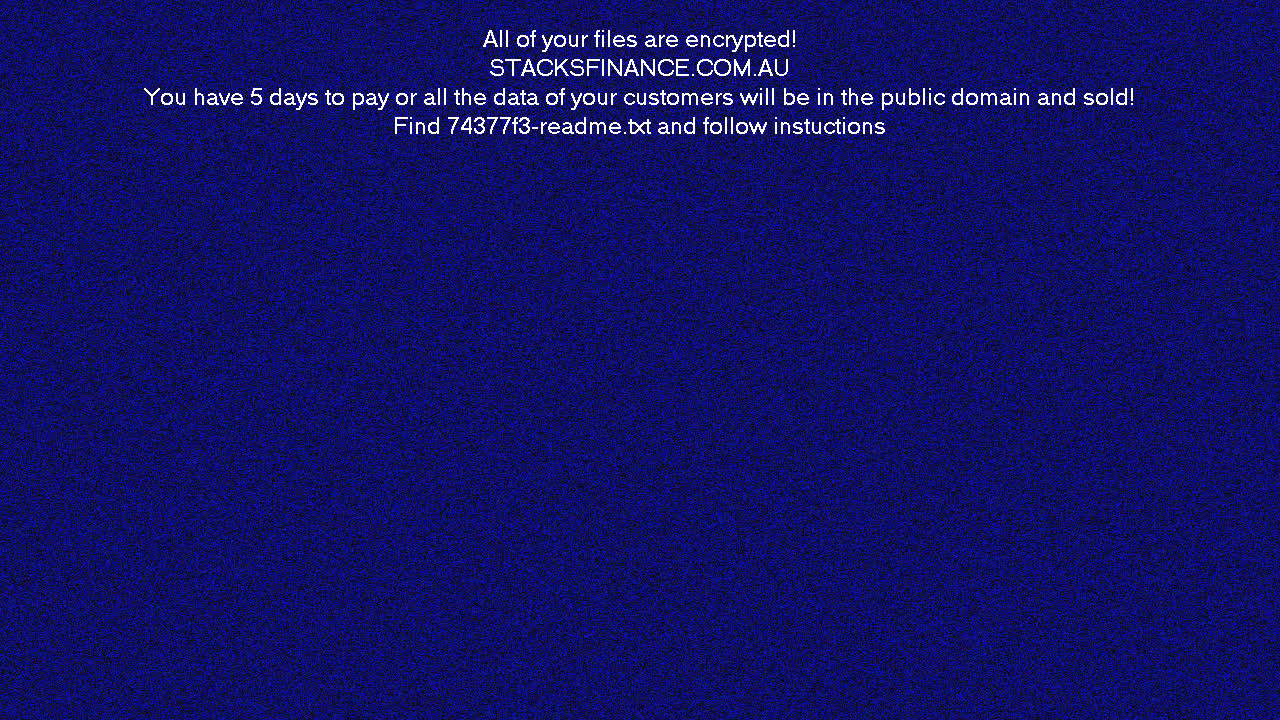 All of your files are encrypted!
STACKSFINANCE.COM.AU
You have 5 days to pay or all the data of your customers will be in the public domain and sold!
Find 74377f3-readme.txt and follow instuctions